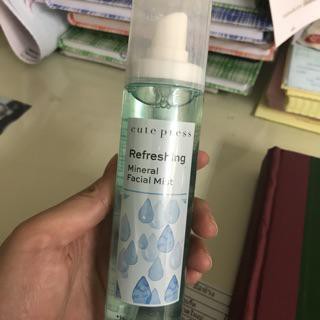 cute press
Refreshing
Mineral
Facial Mist